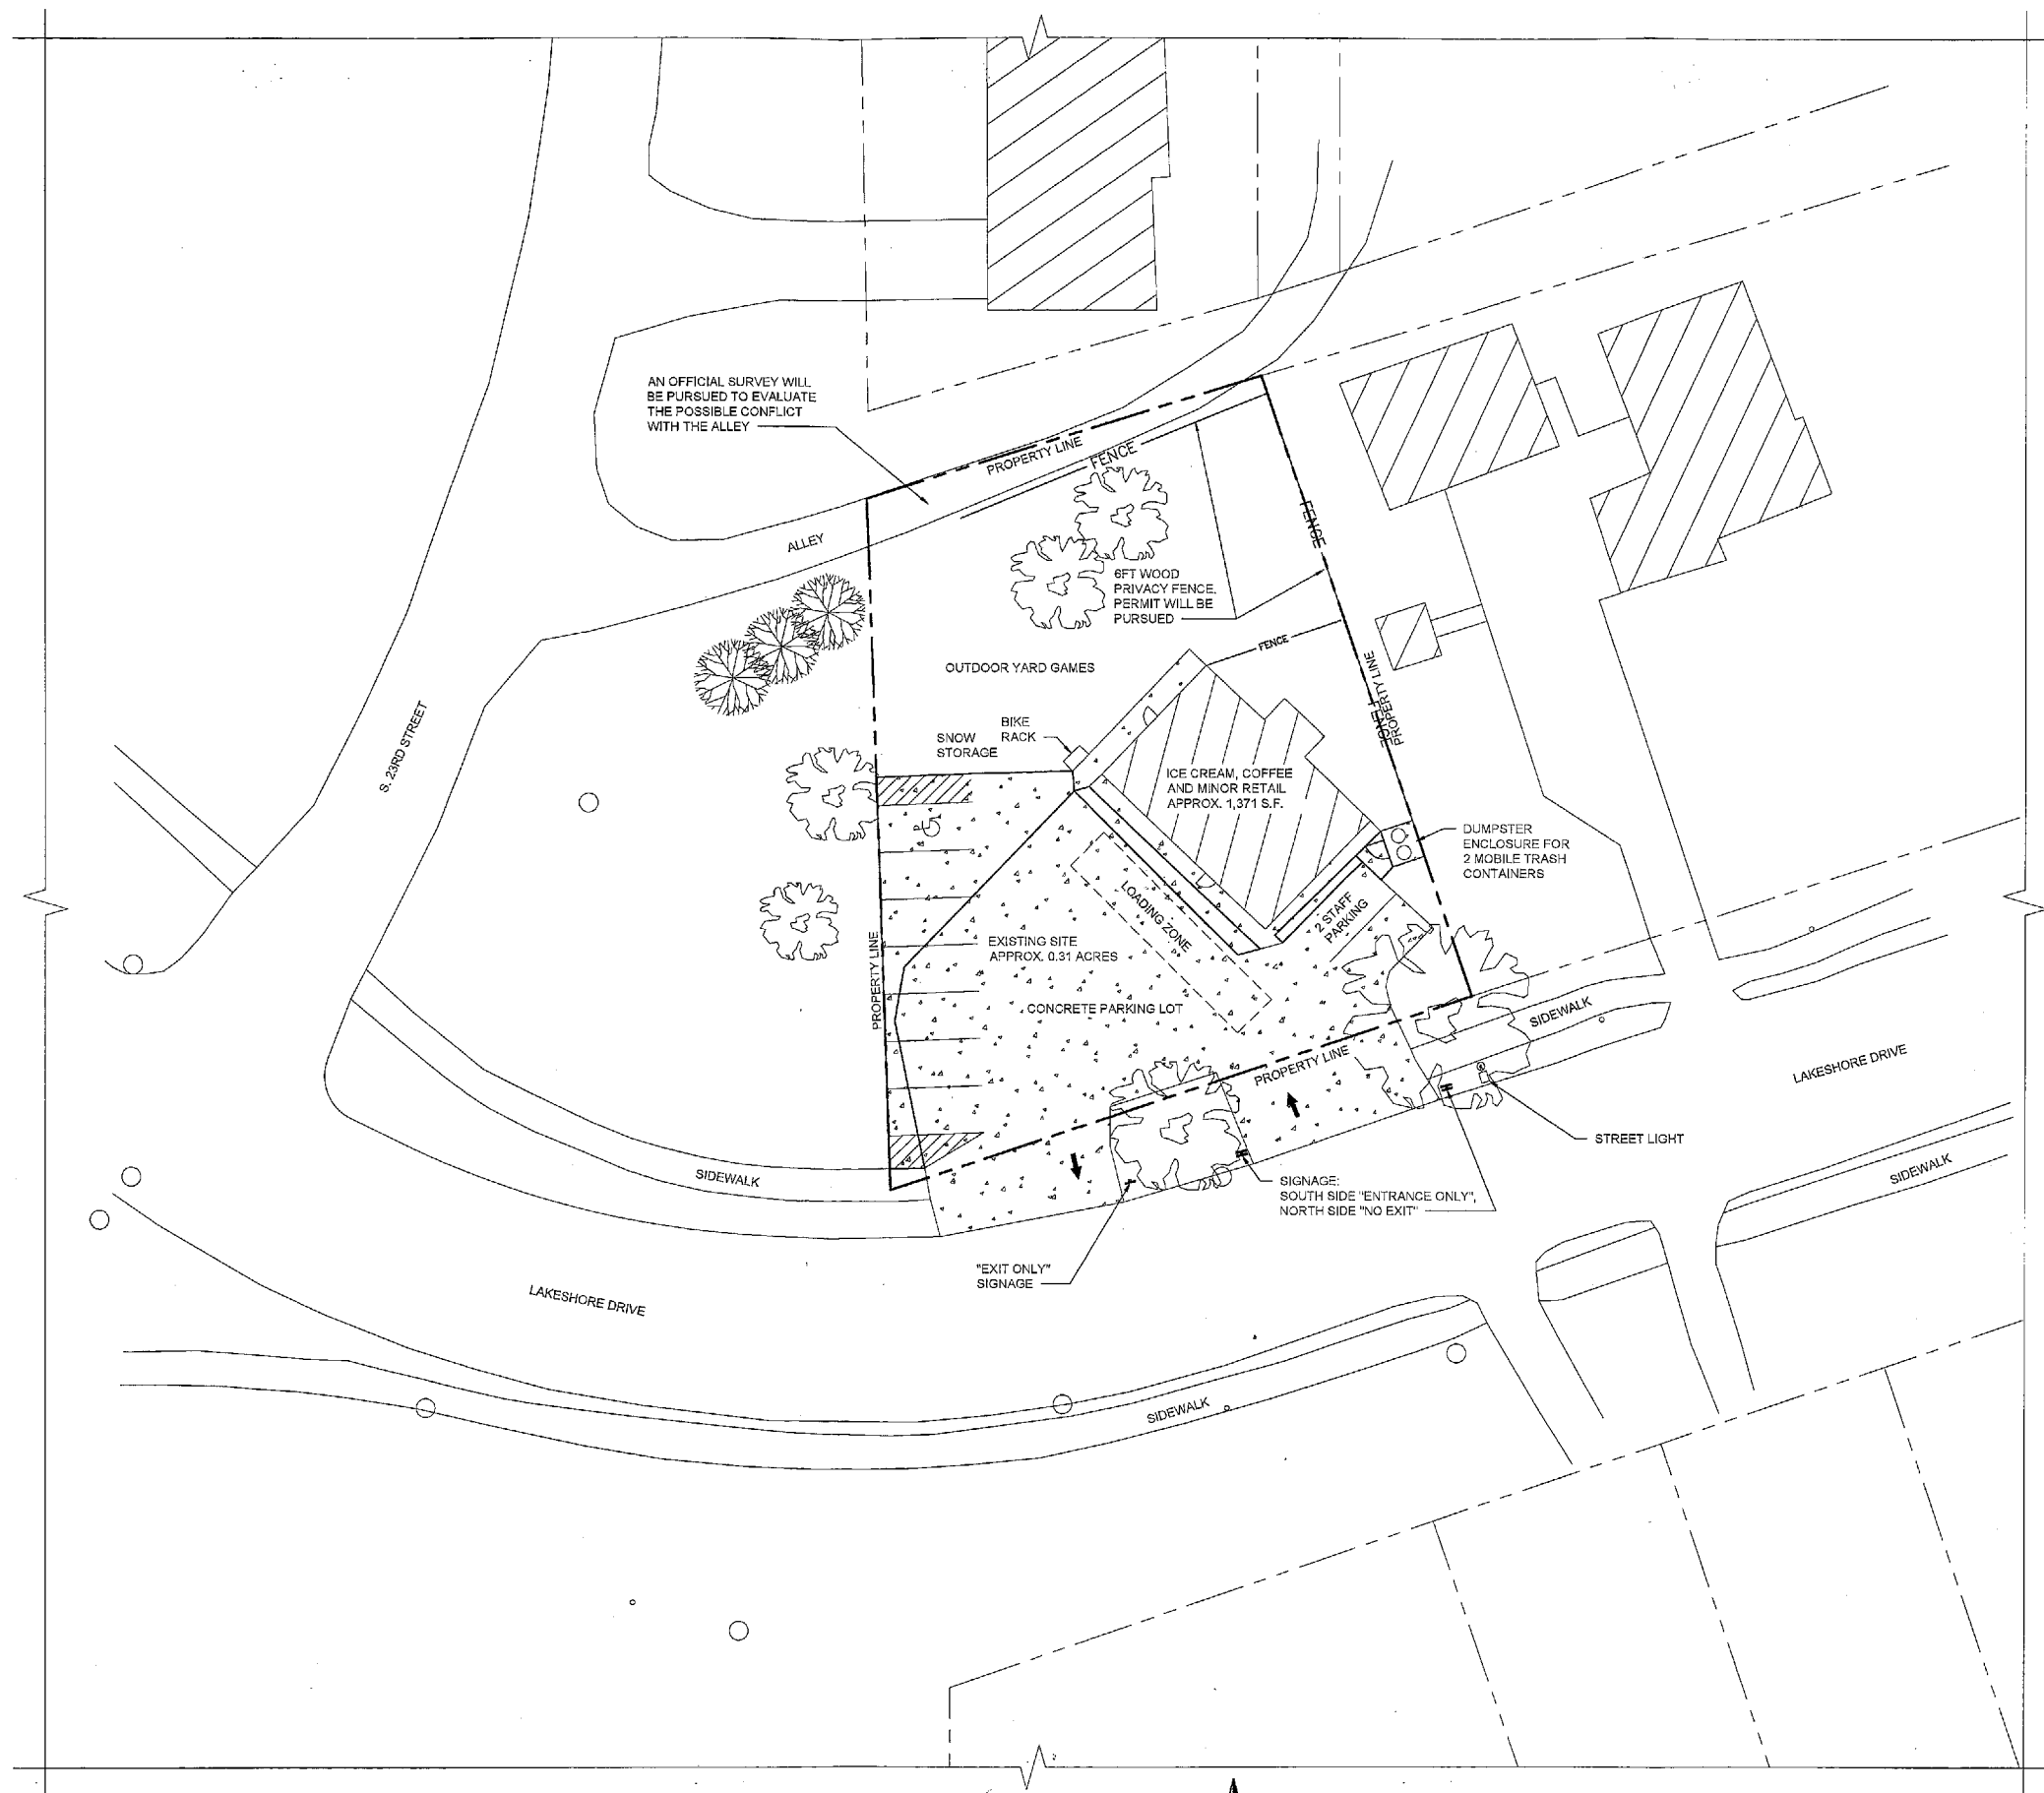 AN OFFICIAL SURVEY WILL
BE PURSUED TO EVALUATE
THE POSSIBLE CONFLICT
WITH THE ALLEY
PROPERTY LINE
FENCE
ALLEY
FENCE
6FT WOOD
PRIVACY FENCE.
PERMIT WILL BE
PURSUED
FENCE
OUTDOOR YARD GAMES
PROPERTY LINE
FENCE
S. 23RD STREET
BIKE
RACK
SNOW
STORAGE
ICE CREAM, COFFEE
AND MINOR RETAIL
APPROX. 1,371 S.F.
DUMPSTER
ENCLOSURE FOR
2 MOBILE TRASH
CONTAINERS
LOADING ZONE
2 STAFF
PARKING
EXISTING SITE
APPROX. 0.31 ACRES
PROPERTY LINE
CONCRETE PARKING LOT
SIDEWALK
PROPERTY LINE
LAKESHORE DRIVE
STREET LIGHT
SIDEWALK
SIDEWALK
SIGNAGE:
SOUTH SIDE "ENTRANCE ONLY",
NORTH SIDE "NO EXIT"
"EXIT ONLY"
SIGNAGE
LAKESHORE DRIVE
SIDEWALK